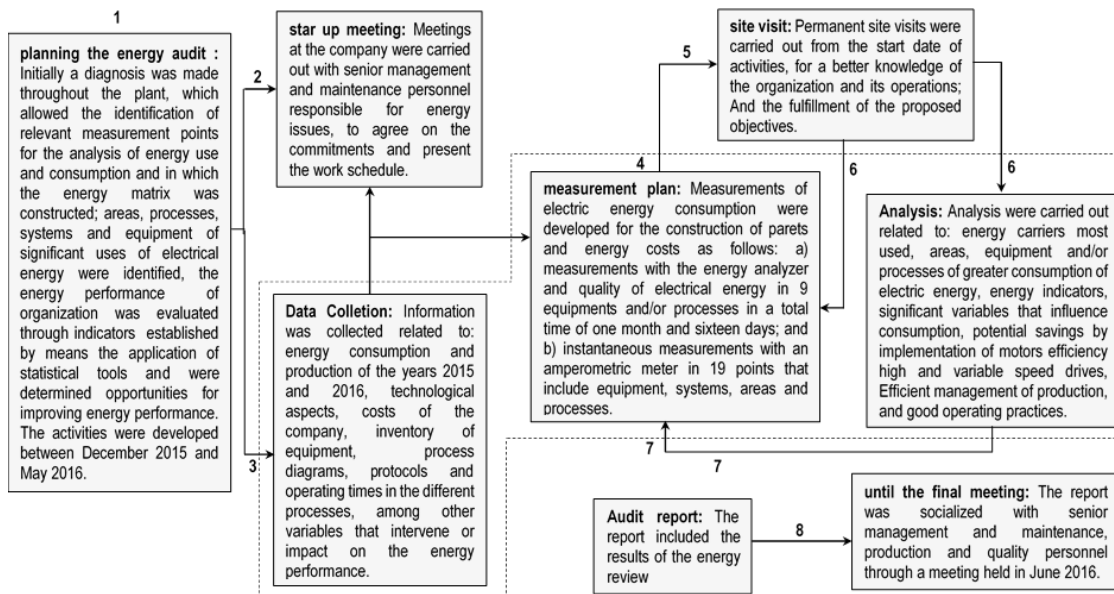 1
planning the energy audit :
Initially a diagnosis was made
throughout the plant, which
allowed the identification of
relevant measurement points
for the analysis of energy use
and consumption and in which
the energy matrix was
constructed; areas, processes,
systems and equipment of
significant uses of electrical
energy were identified, the
energy performance of
organization was evaluated
through indicators established
by means the application of
statistical tools and were
determined opportunities for
improving energy performance.
The activities were developed
between December 2015 and
May 2016.
2
star up meeting: Meetings
at the company were carried
out with senior management
and maintenance personnel
responsible for energy
issues, to agree on the
commitments and present
the work schedule.
3
Data Colletion: Information
was collected related to:
energy consumption and
production of the years 2015
and 2016, technological
aspects, costs of the
company, inventory of
equipment, process
diagrams, protocols and
operating times in the different
processes, among other
variables that intervene or
impact on the energy
performance.
4
measurement plan: Measurements of
electric energy consumption were
developed for the construction of parets
and energy costs as follows: a)
measurements with the energy analyzer
and quality of electrical energy in 9
equipments and/or processes in a total
time of one month and sixteen days; and
b) instantaneous measurements with an
amperometric meter in 19 points that
include equipment, systems, areas and
processes.
5
site visit: Permanent site visits were
carried out from the start date of
activities, for a better knowledge of
the organization and its operations;
And the fulfillment of the proposed
objectives.
6
6
Analysis: Analysis were carried out
related to: energy carriers most
used, areas, equipment and/or
processes of greater consumption of
electric energy, energy indicators,
significant variables that influence
consumption, potential savings by
implementation of motors efficiency
high and variable speed drives,
Efficient management of production,
and good operating practices.
7
7
Audit report: The
report included the
results of the energy
review
8
until the final meeting: The report
was socialized with senior
management and maintenance,
production and quality personnel
through a meeting held in June 2016.